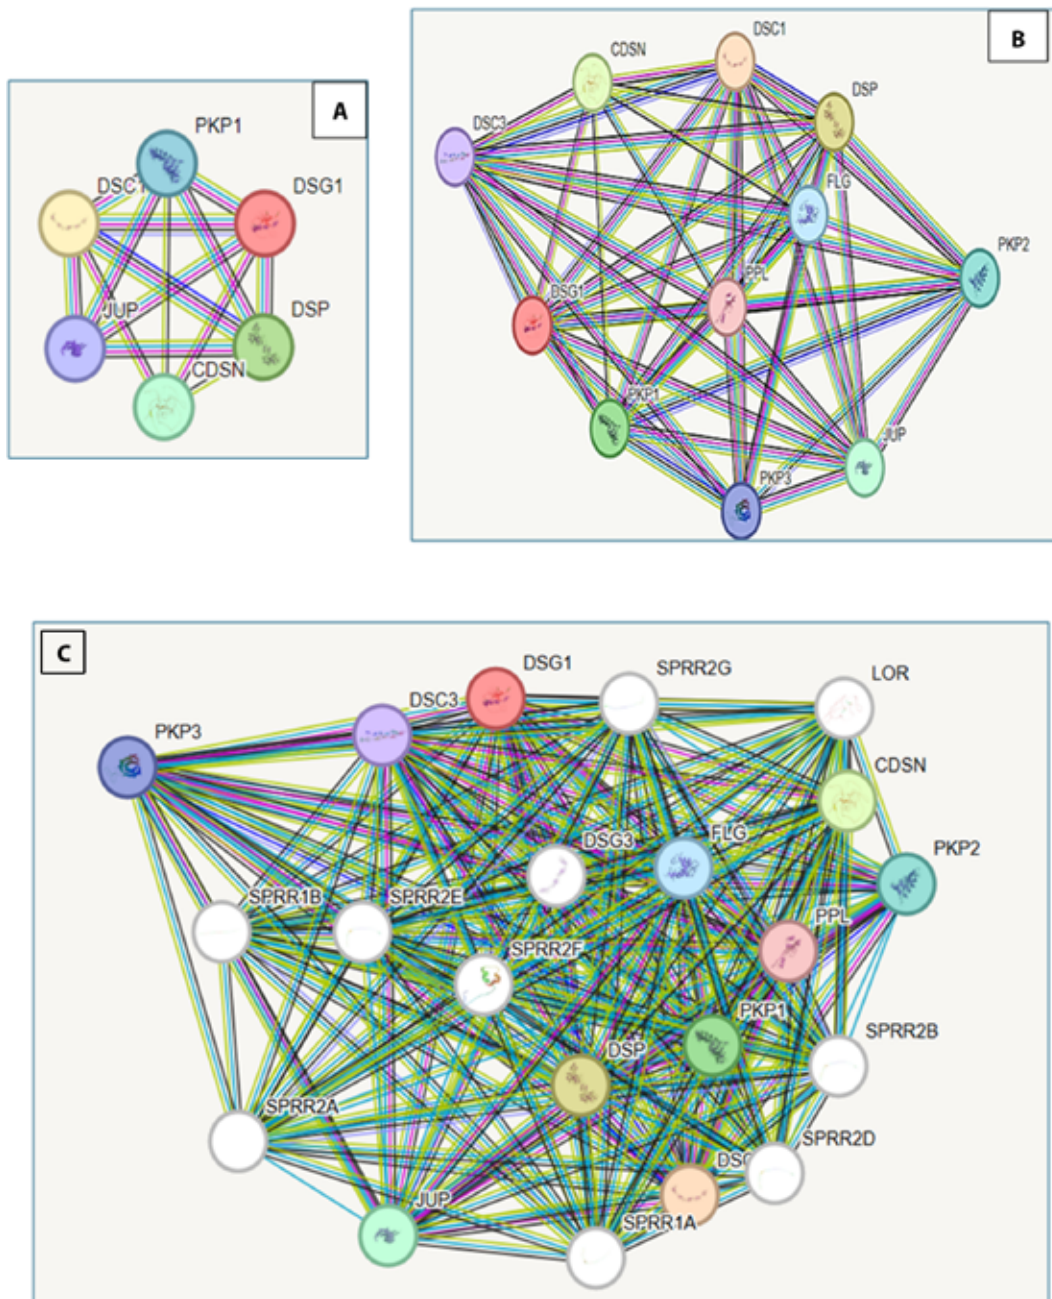 A
PKP1
DSC1
DSG1
JUP
DSP
CDSN
B
DSC1
CDSN
DSP
DSC3
FLG
PKP2
PPL
DSG1
PKP1
JUP
PKP3
C
DSG1
SPRR2G
LOR
DSC3
PKP3
CDSN
DSG3
FLG
PKP2
SPRR1B
SPRR2E
PPL
SPRR2F
PKP1
SPRR2B
DSP
SPRR2A
SPRR2D
JUP
SPRR1A